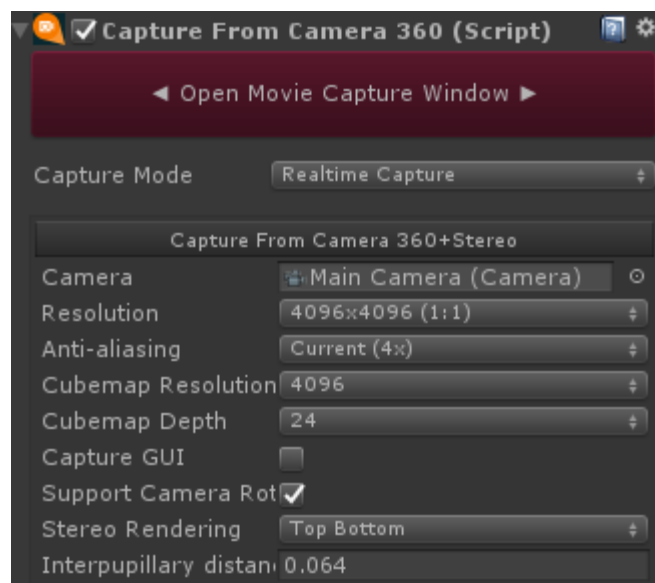 Capture From Camera 360 (Script)
◄ Open Movie Capture Window ►
Capture Mode Realtime Capture
Capture From Camera 360+Stereo
Camera Main Camera (Camera)
Resolution 4096x4096 (1:1)
Anti-aliasing Current (4x)
Cubemap Resolution 4096
Cubemap Depth 24
Capture GUI
Support Camera Rot
Stereo Rendering Top Bottom
Interpupillary distan 0.064